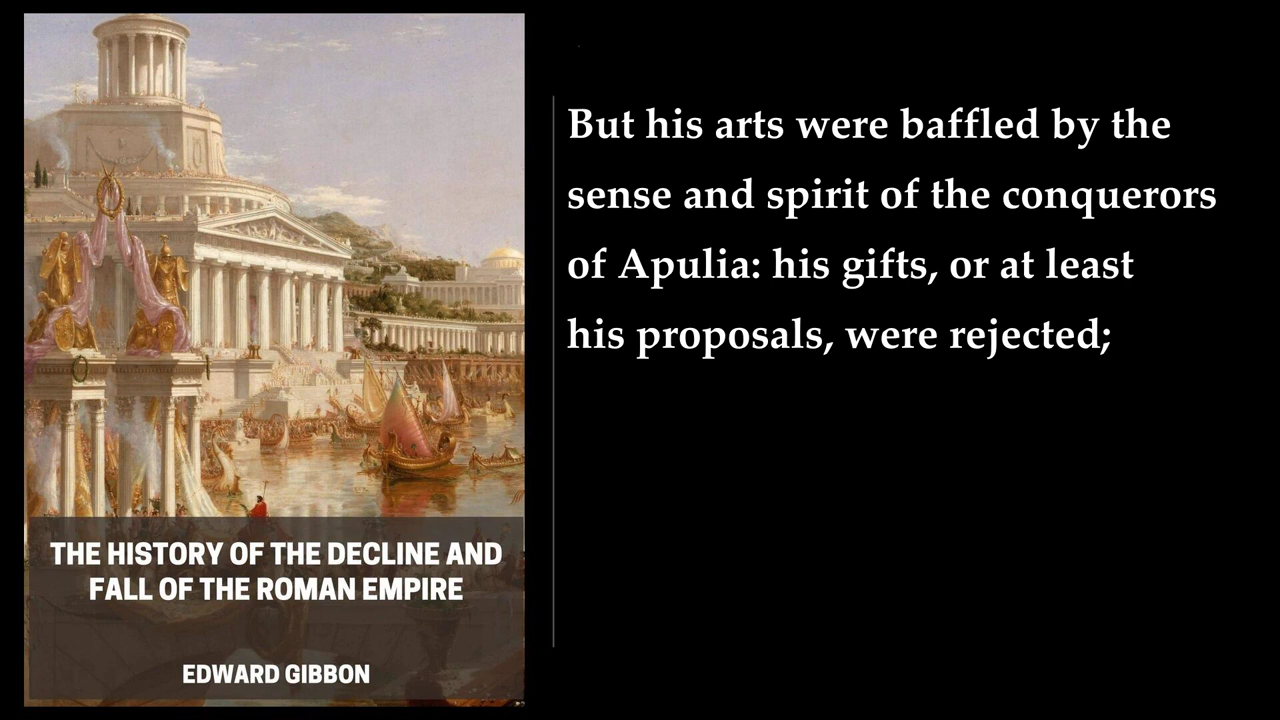 THE HISTORY OF THE DECLINE AND
FALL OF THE ROMAN EMPIRE
EDWARD GIBBON
But his arts were baffled by the
sense and spirit of the conquerors
of Apulia: his gifts, or at least
his proposals, were rejected;